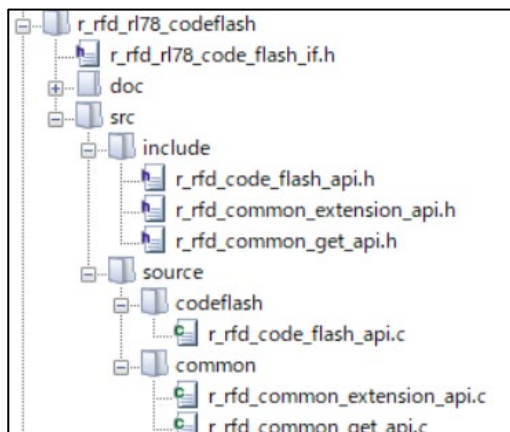 r_rfd_rl78_codeflash
r_rfd_rl78_code_flash_if.h
doc
src
include
r_rfd_code_flash_api.h
r_rfd_common_extension_api.h
r_rfd_common_get_api.h
source
codeflash
r_rfd_code_flash_api.c
common
r_rfd_common_extension_api.c
r_rfd_common_get_api.c